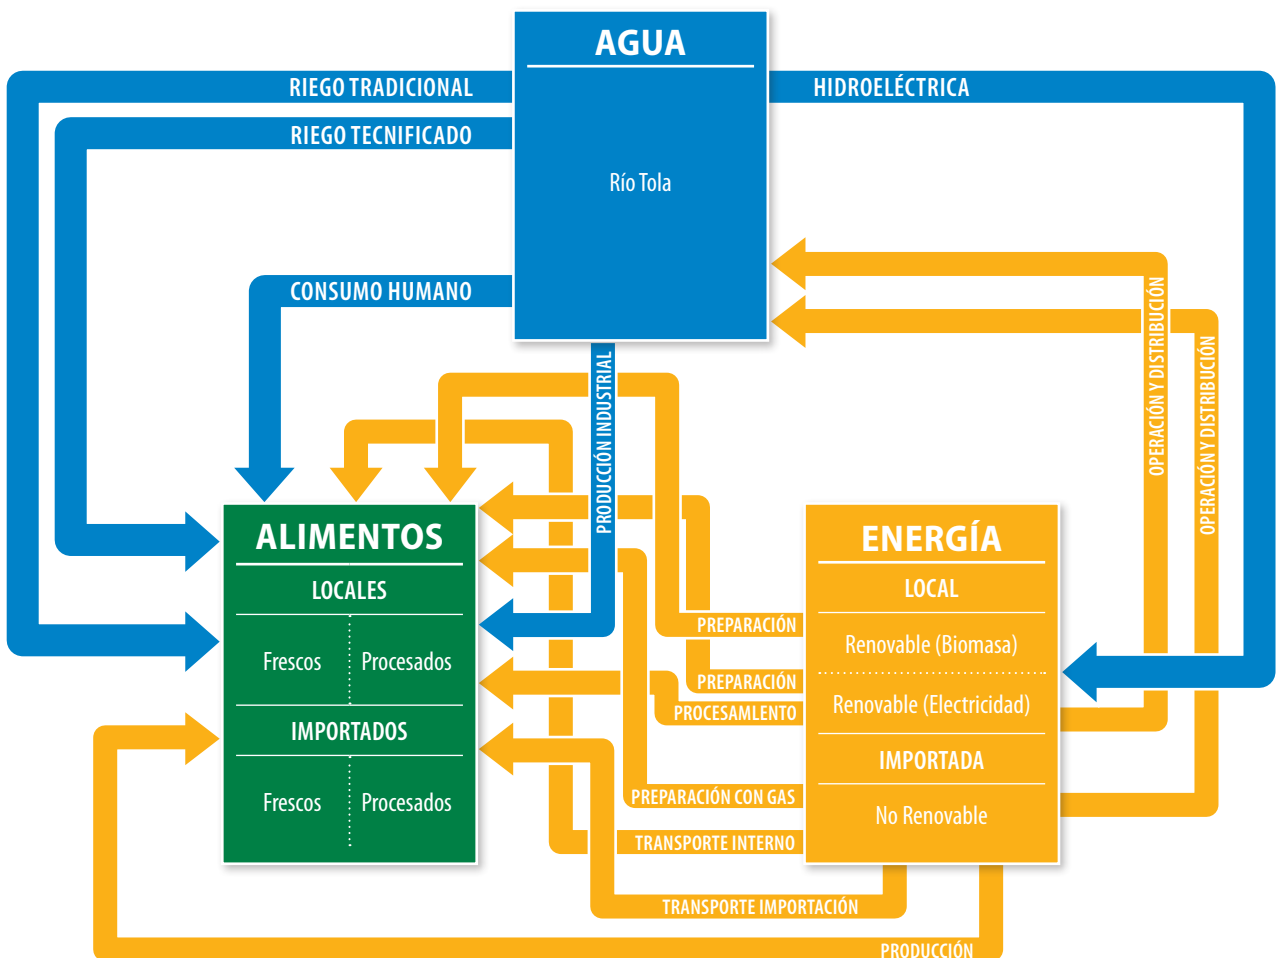 AGUA
RIEGO TRADICIONAL
HIDROELÉCTRICA
RIEGO TECNIFICADO
Río Tola
CONSUMO HUMANO
OPERACIÓN Y DISTRIBUCIÓN
OPERACIÓN Y DISTRIBUCIÓN
PRODUCCIÓN INDUSTRIAL
ALIMENTOS
LOCALES
Frescos
Procesados
IMPORTADOS
Frescos
Procesados
ENERGÍA
LOCAL
Renovable (Biomasa)
Renovable (Electricidad)
IMPORTADA
No Renovable
PREPARACIÓN
PREPARACIÓN
PROCESAMLENTO
PREPARACIÓN CON GAS
TRANSPORTE INTERNO
TRANSPORTE IMPORTACIÓN
PRODUCCIÓN